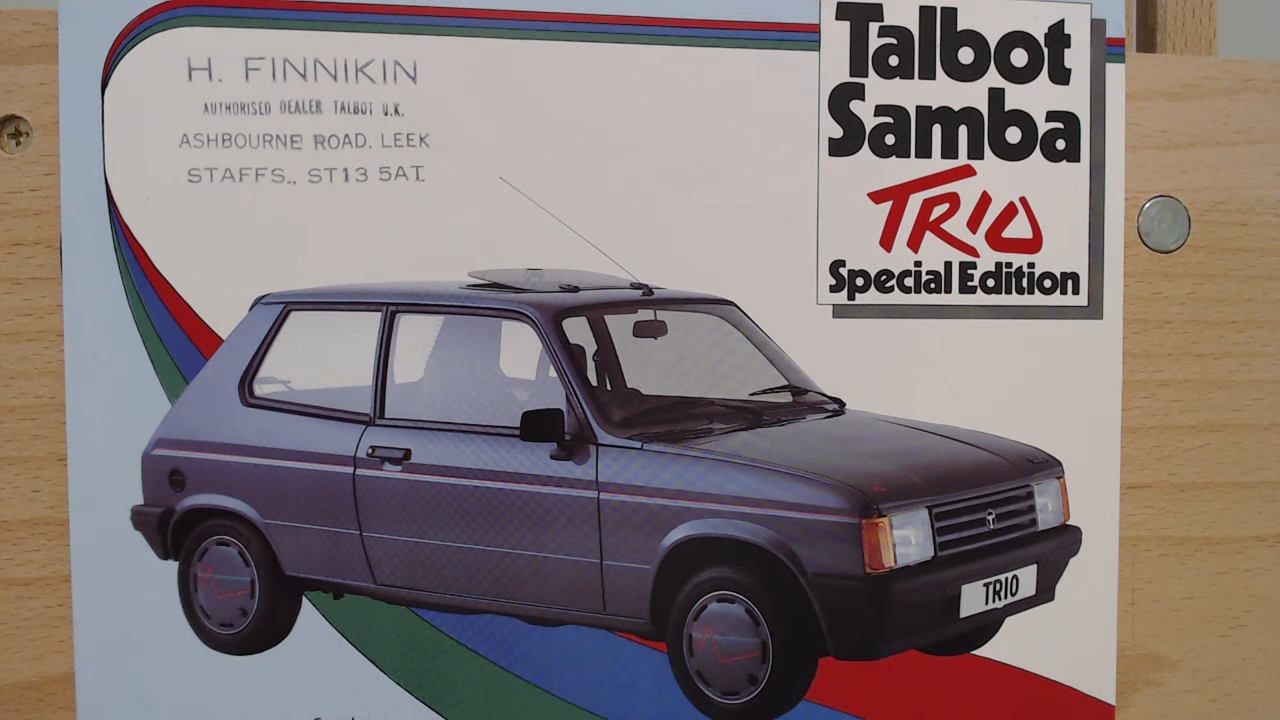 H. FINNIKIN
AUTHORISED DEALER TALBOT U.K.
ASHBOURNE ROAD. LEEK
STAFFS., ST13 5AT.
Talbot
Samba
TRIO
Special Edition
TRIO